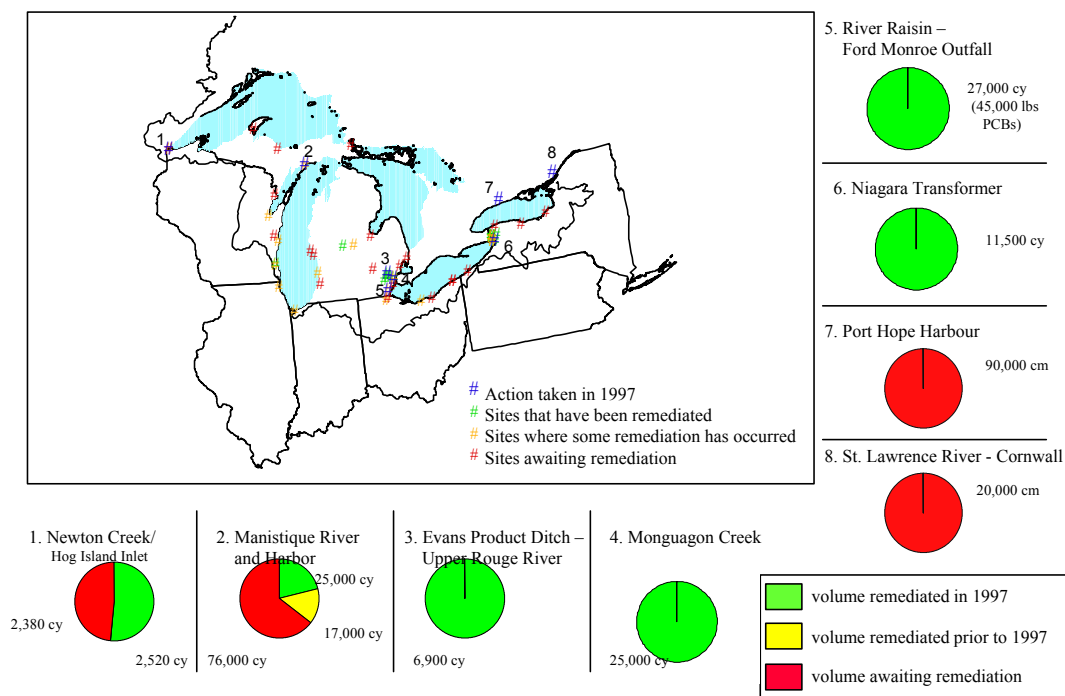 1
2
3
4
5
6
7
8
# Action taken in 1997
# Sites that have been remediated
# Sites where some remediation has occurred
# Sites awaiting remediation
5. River Raisin –
Ford Monroe Outfall
27,000 cy
(45,000 lbs
PCBs)
6. Niagara Transformer
11,500 cy
7. Port Hope Harbour
90,000 cm
8. St. Lawrence River - Cornwall
20,000 cm
1. Newton Creek/
Hog Island Inlet
2,380 cy
2,520 cy
2. Manistique River
and Harbor
25,000 cy
17,000 cy
76,000 cy
3. Evans Product Ditch –
Upper Rouge River
6,900 cy
4. Monguagon Creek
25,000 cy
volume remediated in 1997
volume remediated prior to 1997
volume awaiting remediation